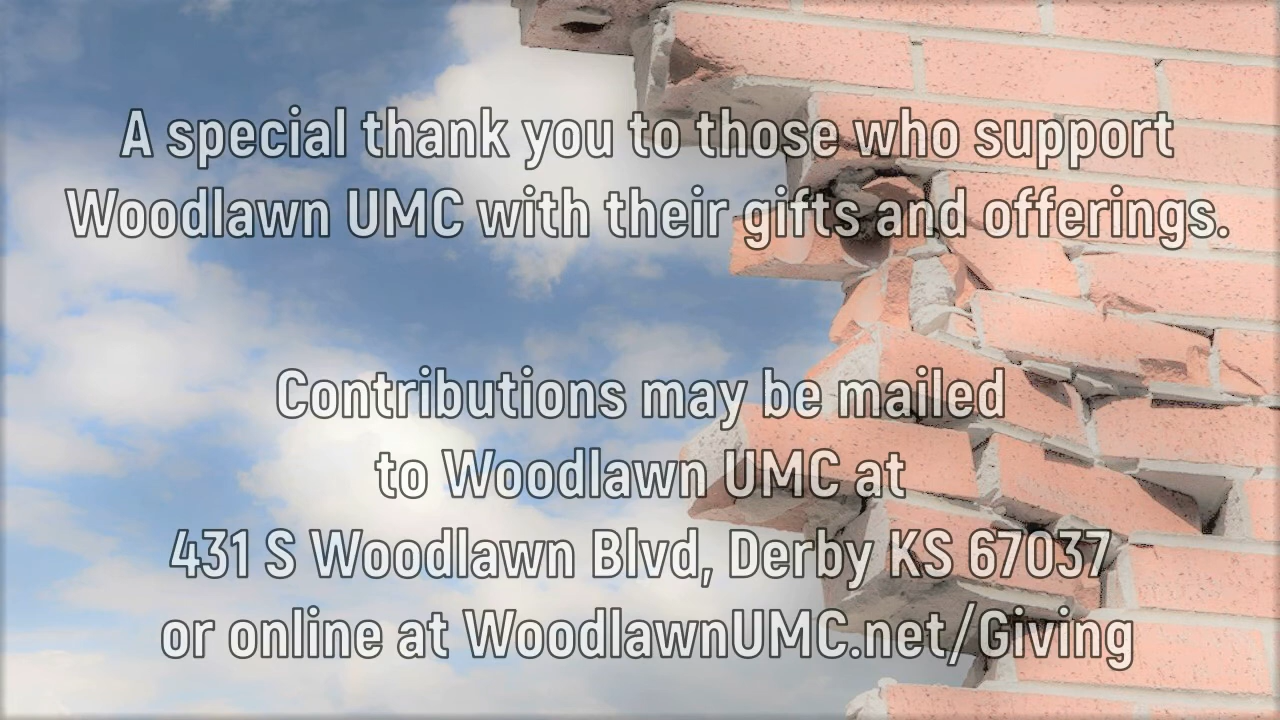 A special thank you to those who support
Woodlawn UMC with their gifts and offerings.
Contributions may be mailed
to Woodlawn UMC at
431 S Woodlawn Blvd, Derby KS 67037
or online at WoodlawnUMC.net/Giving